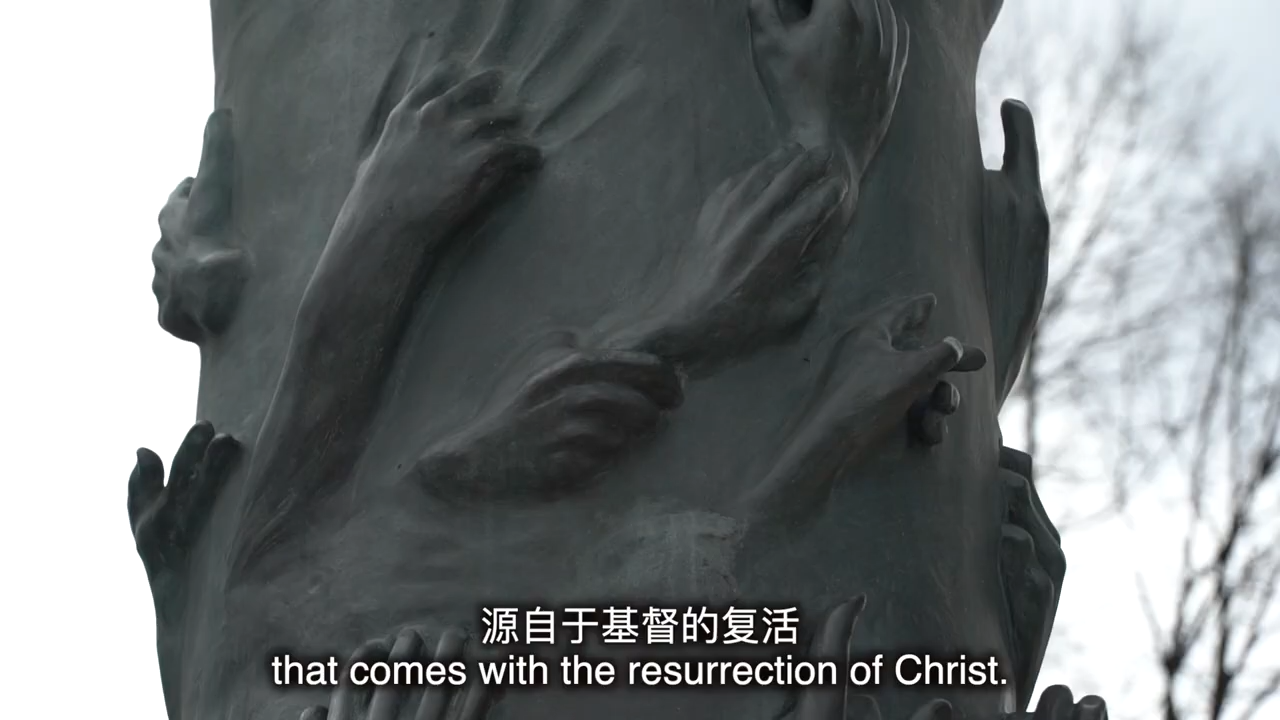 源自于基督的复活
that comes with the resurrection of Christ.